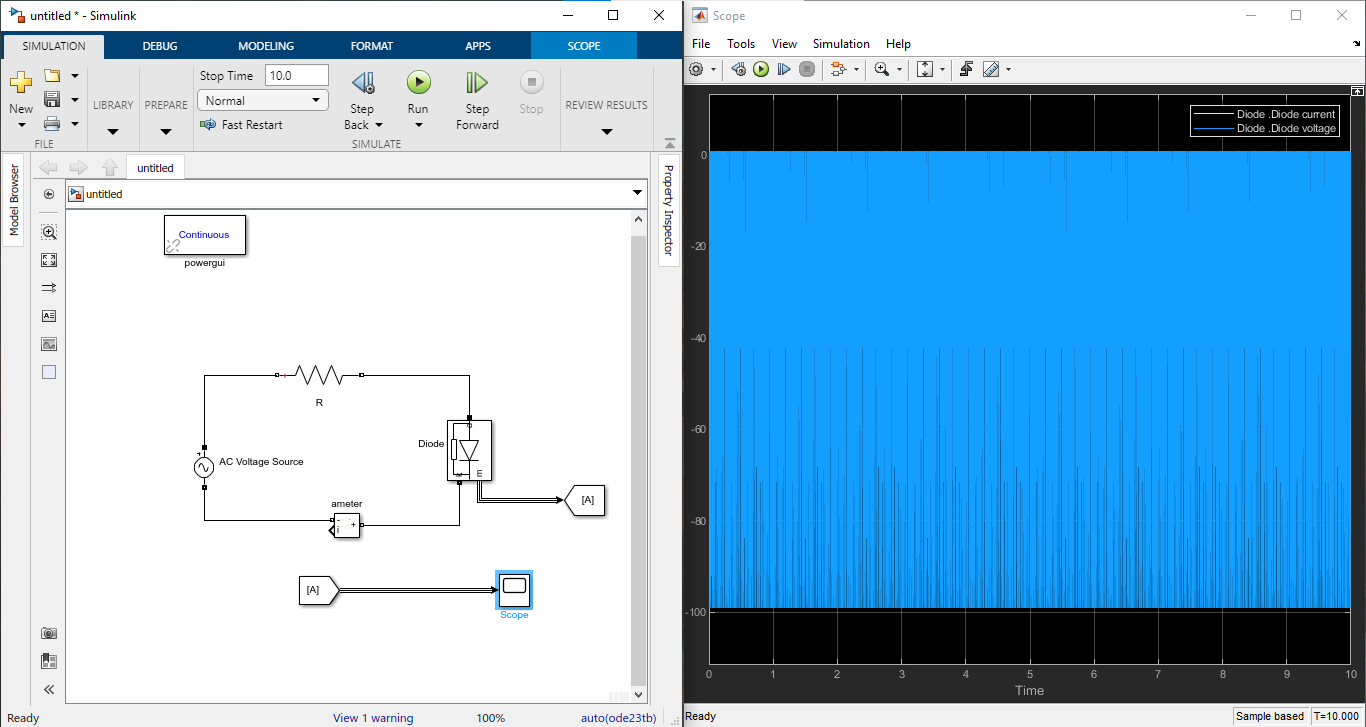 untitled * - Simulink
SIMULATION DEBUG MODELING FORMAT APPS SCOPE
New
FILE
LIBRARY
PREPARE
Stop Time 10.0
Normal
Fast Restart
Step Back
Run
Step Forward
Stop
SIMULATE
REVIEW RESULTS
Model Browser
untitled
untitled
Property Inspector
Continuous
powergui
R
Diode
a
k
m
+
AC Voltage Source
ameter
- +
i
[A]
[A]
Scope
Ready View 1 warning 100% auto(ode23tb)
Scope
File Tools View Simulation Help
Diode .Diode current
Diode .Diode voltage
0
-20
-40
-60
-80
-100
0 1 2 3 4 5 6 7 8 9 10
Time
Ready Sample based T=10.000